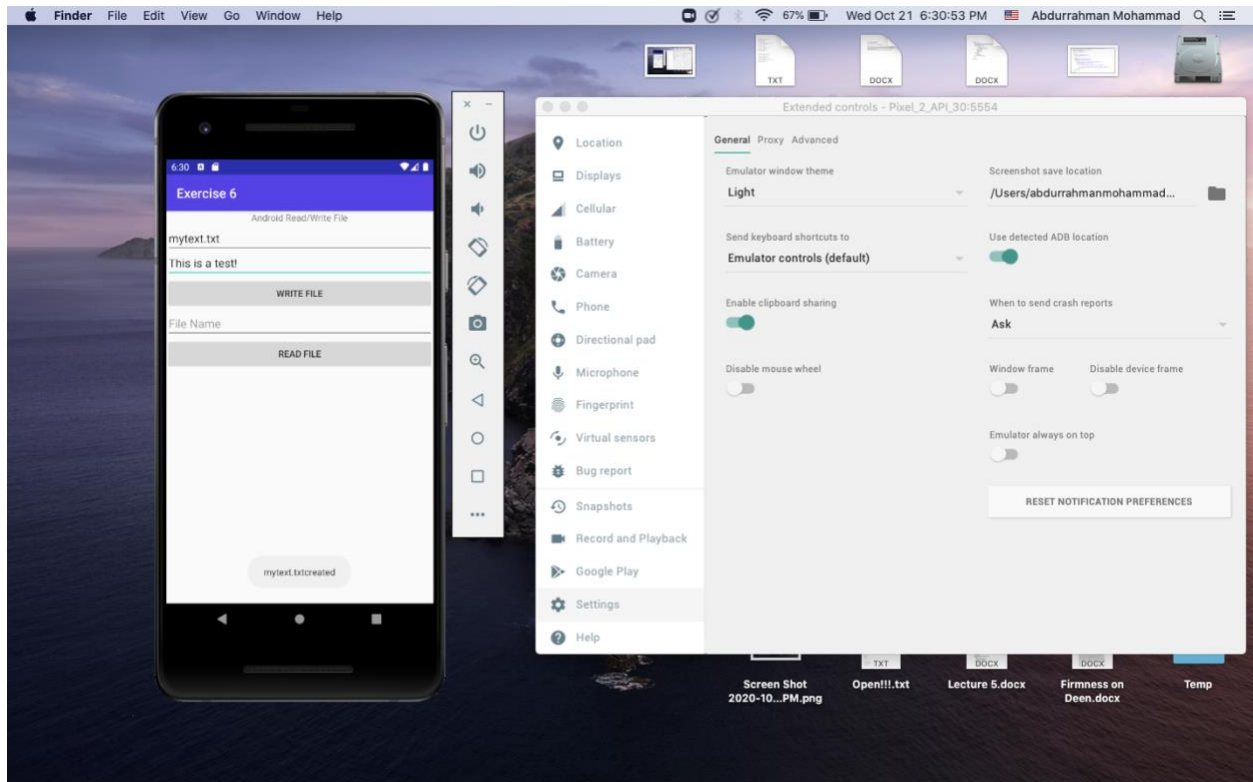 Finder File Edit View Go Window Help 67% Wed Oct 21 6:30:53 PM Abdurrahman Mohammad
TXT
DOCX
DOCX
6:30
Exercise 6
Android Read/Write File
mytext.txt
This is a test!
WRITE FILE
File Name
READ FILE
mytext.txtcreated
Extended controls - Pixel_2_API_30:5554
Location
Displays
Cellular
Battery
Camera
Phone
Directional pad
Microphone
Fingerprint
Virtual sensors
Bug report
Snapshots
Record and Playback
Google Play
Settings
Help
General Proxy Advanced
Emulator window theme
Light
Send keyboard shortcuts to
Emulator controls (default)
Enable clipboard sharing
Disable mouse wheel
Screenshot save location
/Users/abdurrahmanmohammad...
Use detected ADB location
When to send crash reports
Ask
Window frame Disable device frame
Emulator always on top
RESET NOTIFICATION PREFERENCES
TXT
DOCX
DOCX
Screen Shot
2020-10...PM.png
Open!!!.txt
Lecture 5.docx
Firmness on
Deen.docx
Temp